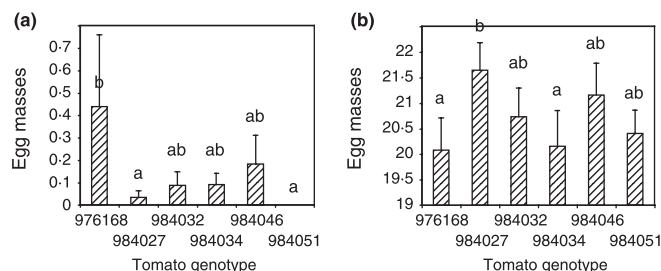 (a)
Egg masses
0·7
0·6
0·5
0·4
0·3
0·2
0·1
0
b
a
ab
ab
ab
a
976168 984032 984046
984027 984034 984051
Tomato genotype
(b)
Egg masses
22
21·5
21
20·5
20
19·5
19
a
b
ab
a
ab
ab
976168 984032 984046
984027 984034 984051
Tomato genotype